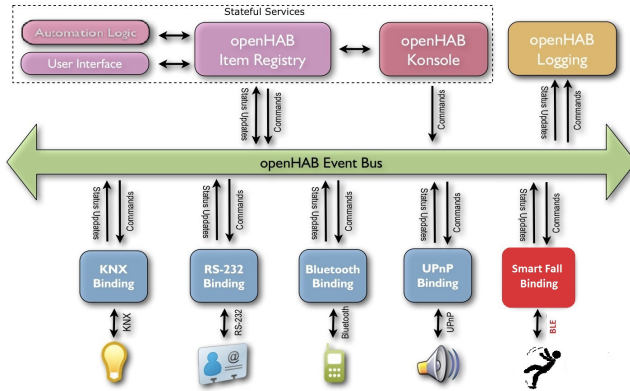 Stateful Services
Automation Logic
User Interface
openHAB
Item Registry
openHAB
Konsole
openHAB
Logging
Status Updates
Commands
Commands
Status Updates
Commands
openHAB Event Bus
Status Updates
Commands
Status Updates
Commands
Status Updates
Commands
Status Updates
Commands
Status Updates
Commands
KNX
Binding
RS-232
Binding
Bluetooth
Binding
UPnP
Binding
Smart Fall
Binding
KNX
RS-232
Bluetooth
UPnP
BLE
@